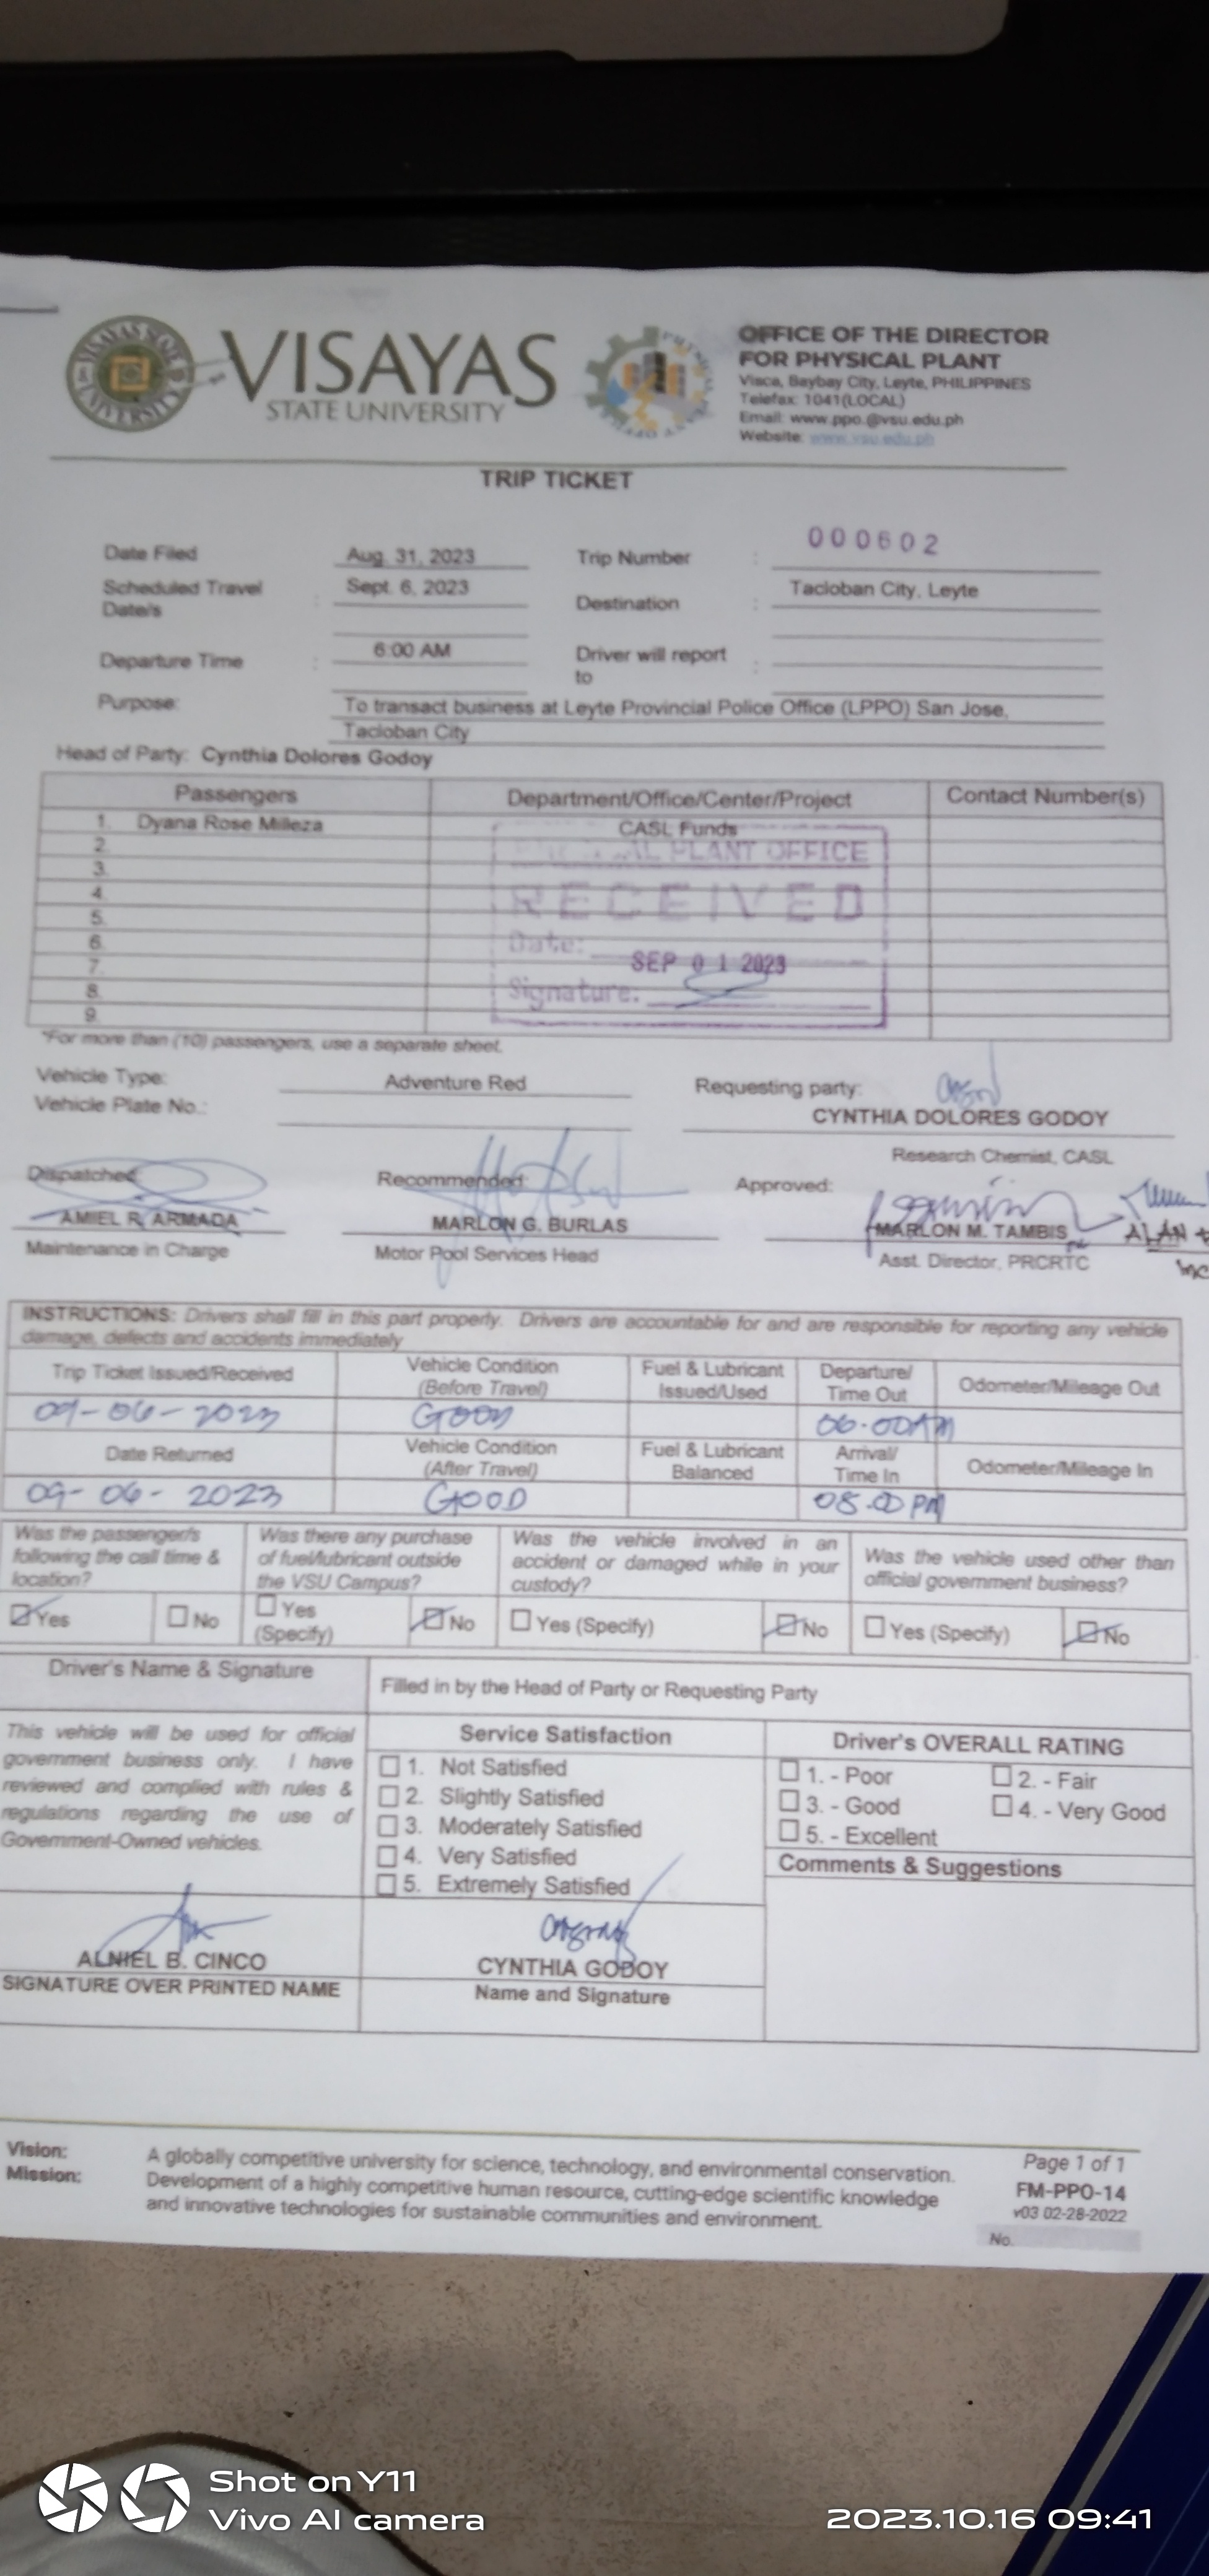 VISAYAS
STATE UNIVERSITY
OFFICE OF THE DIRECTOR
FOR PHYSICAL PLANT
Visca, Baybay City, Leyte, PHILIPPINES
Telefax: 1041(LOCAL)
Email: www.ppo.@vsu.edu.ph
Website: www.vsu.edu.ph
TRIP TICKET
Date Filed Aug. 31, 2023 Trip Number : 000602
Scheduled Travel Date/s : Sept. 6, 2023 Destination : Tacloban City, Leyte
Departure Time : 6:00 AM Driver will report to :
Purpose: To transact business at Leyte Provincial Police Office (LPPO) San Jose,
Tacloban City
Head of Party: Cynthia Dolores Godoy
Passengers Department/Office/Center/Project Contact Number(s)
1. Dyana Rose Milleza CASL Funds
2.
3.
4.
5.
6.
7.
8.
9.
PLANT OFFICE
RECEIVED
Date: SEP 01 2023
Signature:
*For more than (10) passengers, use a separate sheet.
Vehicle Type: Adventure Red Requesting party:
Vehicle Plate No.: CYNTHIA DOLORES GODOY
Research Chemist, CASL
Dispatched: Recommended: Approved:
AMIEL R. ARMADA MARLON G. BURLAS MARLON M. TAMBIS ALAN
Maintenance in Charge Motor Pool Services Head Asst. Director, PRCRTC
INSTRUCTIONS: Drivers shall fill in this part properly. Drivers are accountable for and are responsible for reporting any vehicle
damage, defects and accidents immediately
Trip Ticket Issued/Received Vehicle Condition (Before Travel) Fuel & Lubricant Issued/Used Departure/ Time Out Odometer/Mileage Out
09-06-2023 GOOD 06.00AM
Date Returned Vehicle Condition (After Travel) Fuel & Lubricant Balanced Arrival/ Time In Odometer/Mileage In
09-06-2023 GOOD 08.00 PM
Was the passenger/s following the call time & location? Was there any purchase of fuel/lubricant outside the VSU Campus? Was the vehicle involved in an accident or damaged while in your custody? Was the vehicle used other than official government business?
Yes No Yes (Specify) No Yes (Specify) No Yes (Specify) No
Driver's Name & Signature Filled in by the Head of Party or Requesting Party
This vehicle will be used for official
government business only. I have
reviewed and complied with rules &
regulations regarding the use of
Government-Owned vehicles.
Service Satisfaction
1. Not Satisfied
2. Slightly Satisfied
3. Moderately Satisfied
4. Very Satisfied
5. Extremely Satisfied
Driver's OVERALL RATING
1. - Poor 2. - Fair
3. - Good 4. - Very Good
5. - Excellent
Comments & Suggestions
ALNIEL B. CINCO CYNTHIA GODOY
SIGNATURE OVER PRINTED NAME Name and Signature
Vision: A globally competitive university for science, technology, and environmental conservation.
Mission: Development of a highly competitive human resource, cutting-edge scientific knowledge
and innovative technologies for sustainable communities and environment.
Page 1 of 1
FM-PPO-14
v03 02-28-2022
No.
Shot on Y11
Vivo AI camera
2023.10.16 09:41